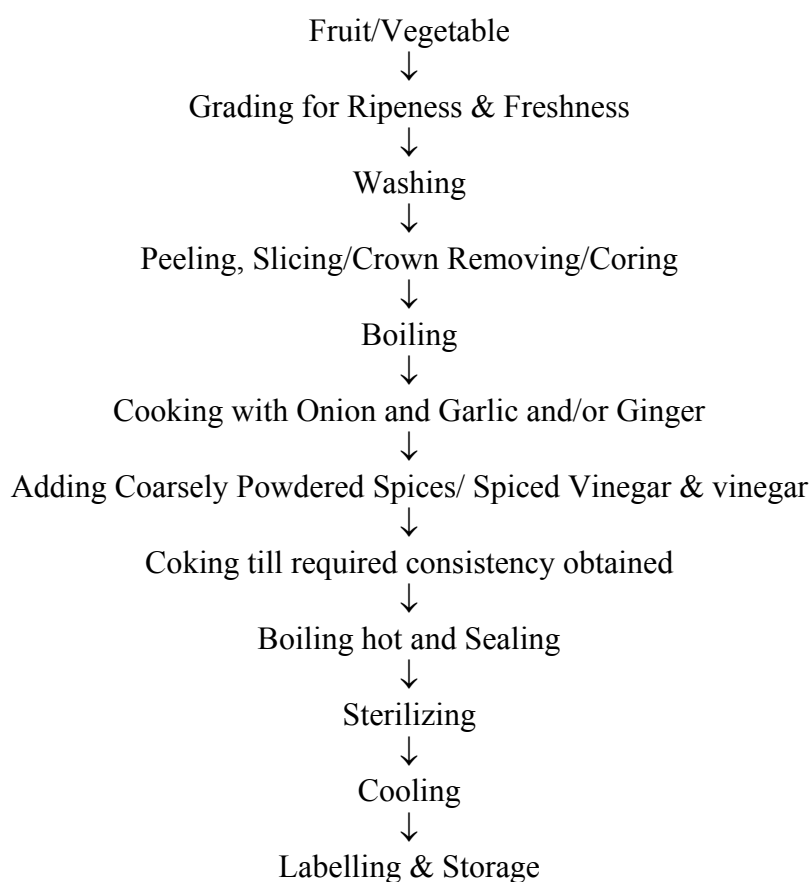 Fruit/Vegetable
↓
Grading for Ripeness & Freshness
↓
Washing
↓
Peeling, Slicing/Crown Removing/Coring
↓
Boiling
↓
Cooking with Onion and Garlic and/or Ginger
↓
Adding Coarsely Powdered Spices/ Spiced Vinegar & vinegar
↓
Coking till required consistency obtained
↓
Boiling hot and Sealing
↓
Sterilizing
↓
Cooling
↓
Labelling & Storage